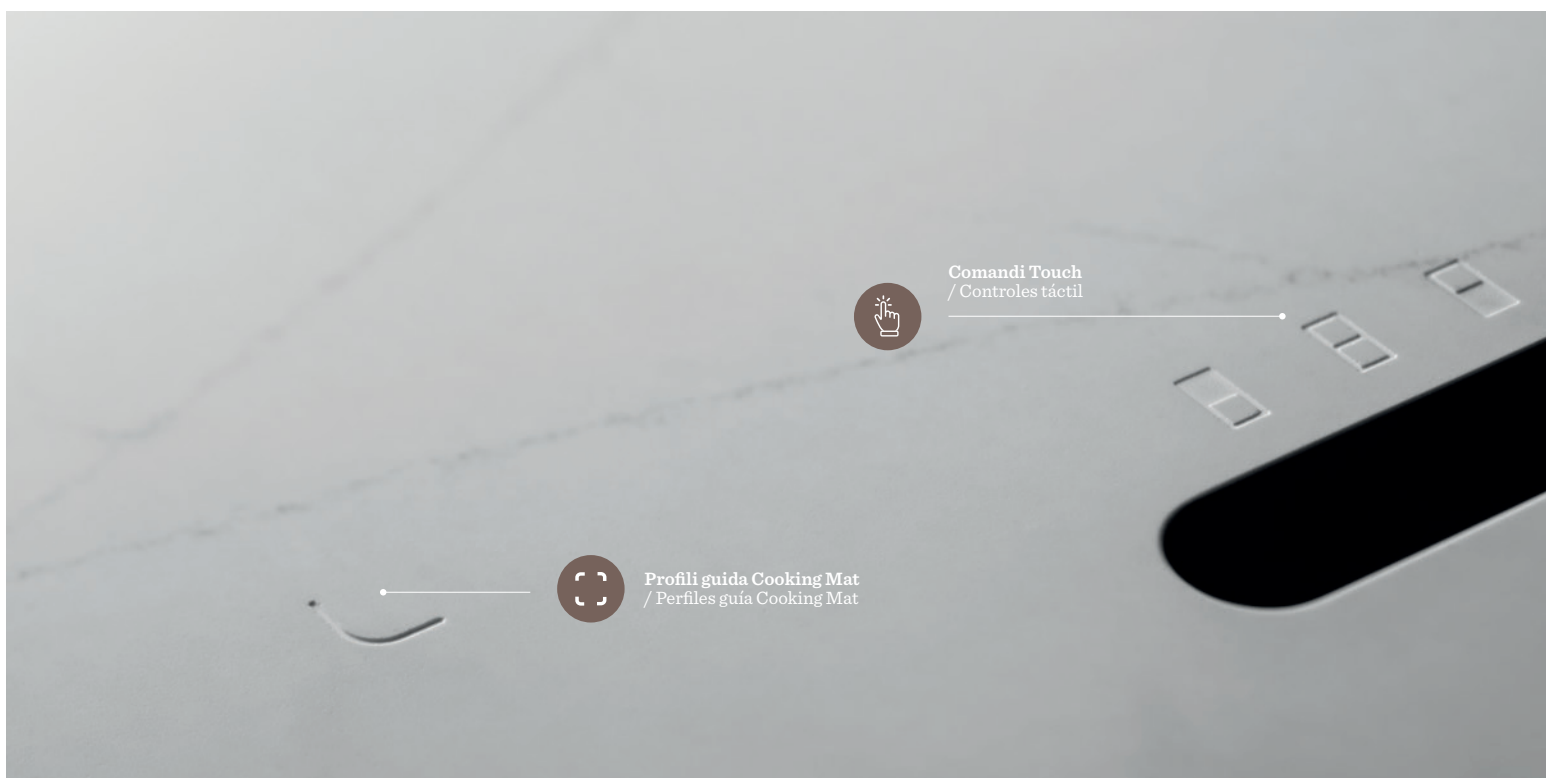 Comandi Touch
/ Controles táctil
Profili guida Cooking Mat
/ Perfiles guía Cooking Mat